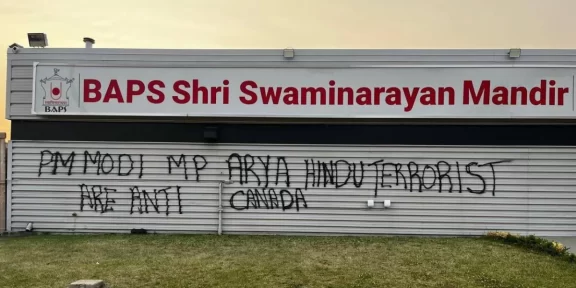 BAPS
BAPS Shri Swaminarayan Mandir
PM MODI MP ARYA HINDU TERRORIST
ARE ANTI CANADA